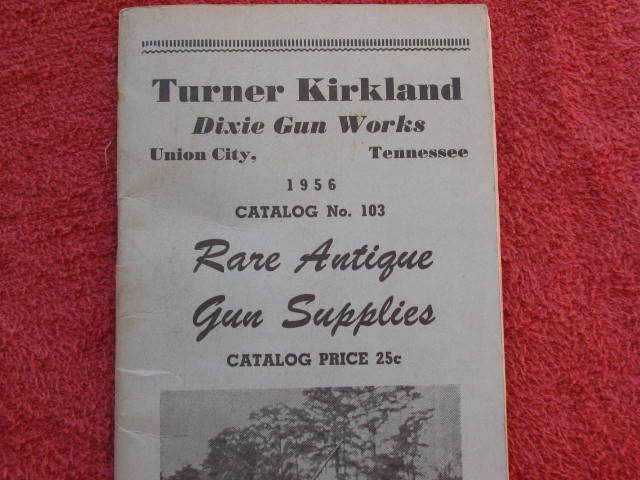 Turner Kirkland
Dixie Gun Works
Union City, Tennessee
1956
CATALOG No. 103
Rare Antique
Gun Supplies
CATALOG PRICE 25c